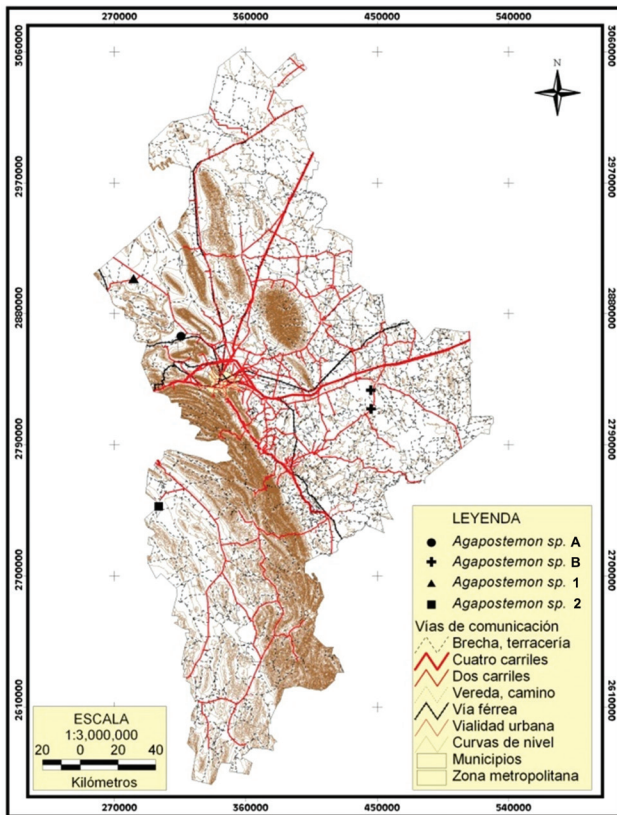 270000 360000 450000 540000
3060000 3060000
N
2970000 2970000
2880000 2880000
2790000 2790000
LEYENDA
Agapostemon sp. A
Agapostemon sp. B
Agapostemon sp. 1
Agapostemon sp. 2
Vías de comunicación
Brecha, terracería
Cuatro carriles
Dos carriles
Vereda, camino
Vía férrea
Vialidad urbana
Curvas de nivel
Municipios
Zona metropolitana
2700000 2700000
2610000 2610000
ESCALA
1:3,000,000
20 0 20 40
Kilómetros
270000 360000 450000 540000